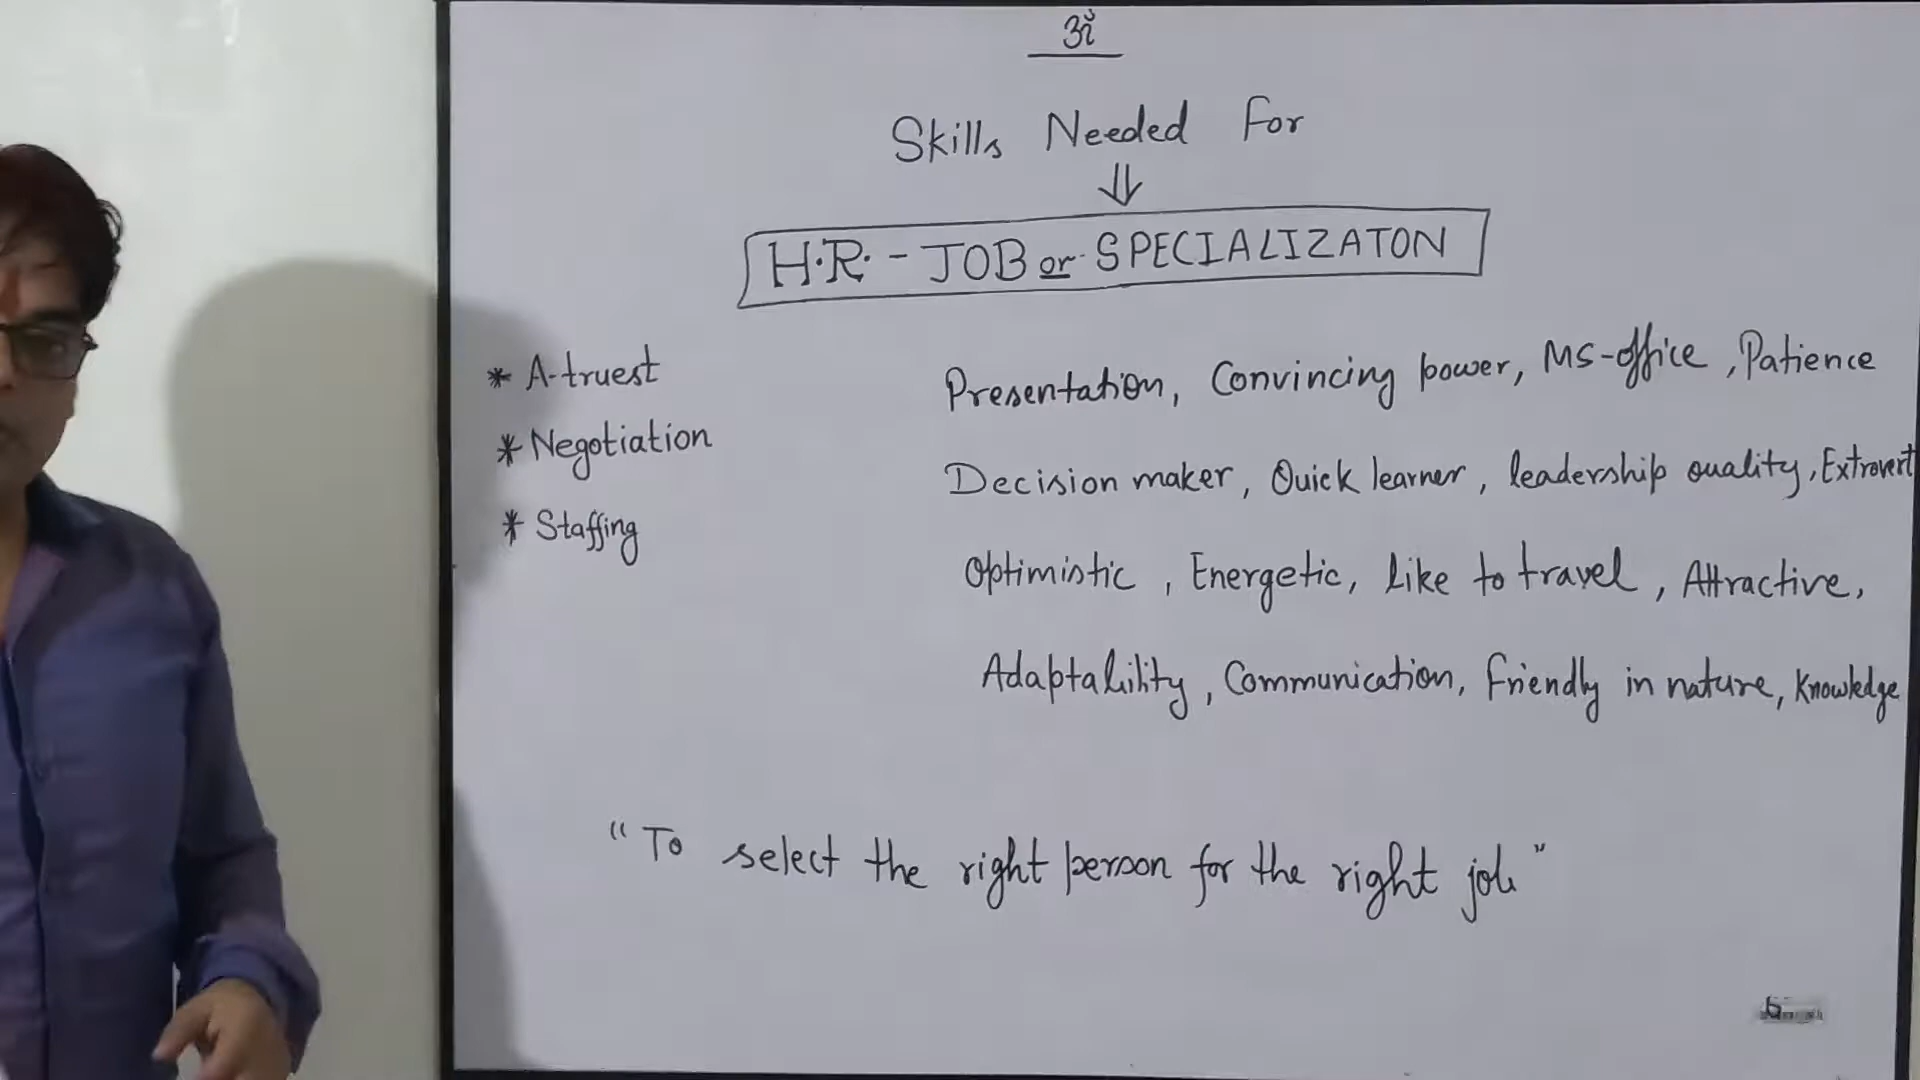 ॐ
Skills Needed For
⇓
H.R. - JOB or SPECIALIZATON
* A-truest
* Negotiation
* Staffing
Presentation, Convincing power, MS-office, Patience
Decision maker, Quick learner, leadership quality, Extrovert
Optimistic, Energetic, like to travel, Attractive,
Adaptability, Communication, Friendly in nature, Knowledge
"To select the right person for the right job"